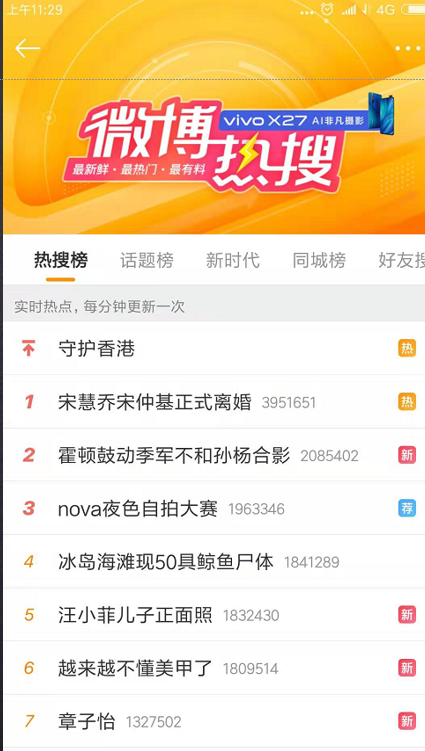 上午11:29
4G
微博热搜
vivo X27 AI非凡摄影
最新鲜·最热门·最有料
热搜榜 话题榜 新时代 同城榜 好友搜
实时热点，每分钟更新一次
守护香港 热
1 宋慧乔宋仲基正式离婚 3951651 热
2 霍顿鼓动季军不和孙杨合影 2085402 新
3 nova夜色自拍大赛 1963346 荐
4 冰岛海滩现50具鲸鱼尸体 1841289
5 汪小菲儿子正面照 1832430 新
6 越来越不懂美甲了 1809514 新
7 章子怡 1327502 新